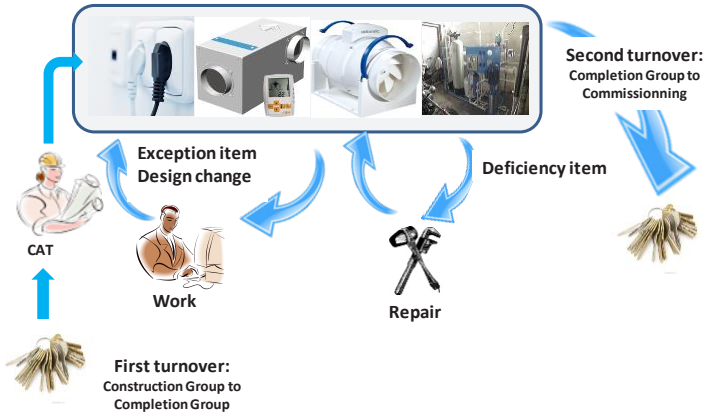 Second turnover:
Completion Group to
Commissionning
Exception item
Design change
Deficiency item
CAT
Work
Repair
First turnover:
Construction Group to
Completion Group